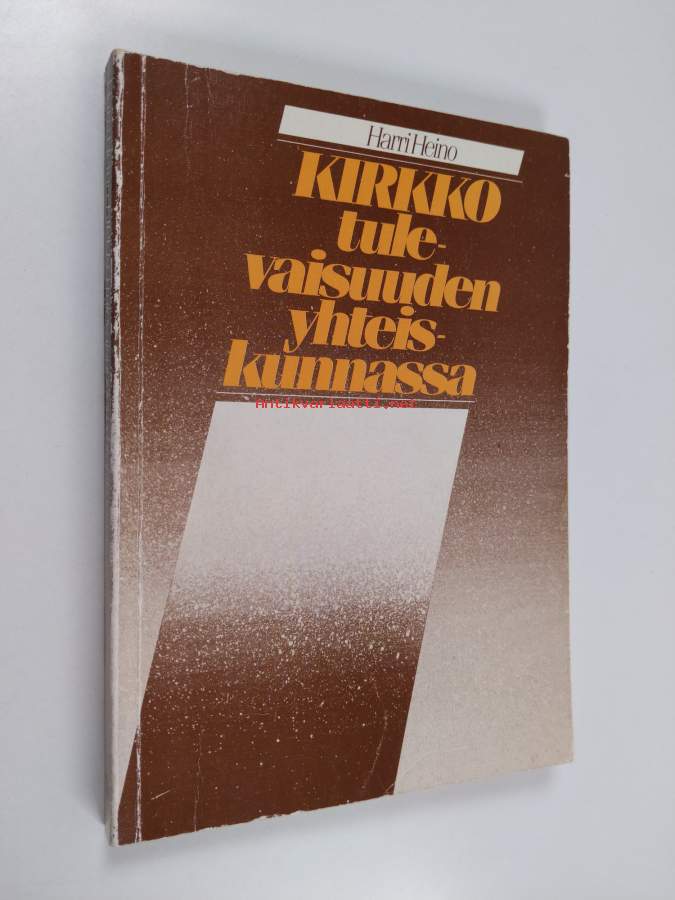 Harri Heino
KIRKKO
tule-
vaisuuden
yhteis-
kunnassa
Antikvariaatti.net